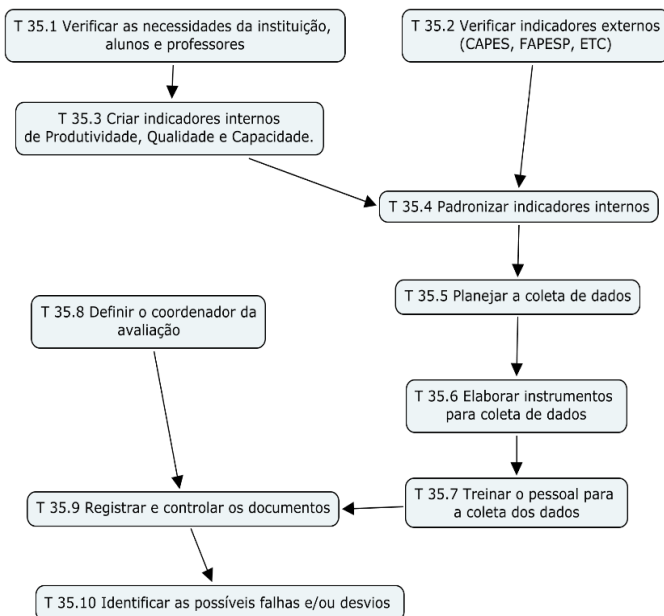 T 35.1 Verificar as necessidades da instituição,
alunos e professores
T 35.2 Verificar indicadores externos
(CAPES, FAPESP, ETC)
T 35.3 Criar indicadores internos
de Produtividade, Qualidade e Capacidade.
T 35.4 Padronizar indicadores internos
T 35.5 Planejar a coleta de dados
T 35.8 Definir o coordenador da
avaliação
T 35.6 Elaborar instrumentos
para coleta de dados
T 35.7 Treinar o pessoal para
a coleta dos dados
T 35.9 Registrar e controlar os documentos
T 35.10 Identificar as possíveis falhas e/ou desvios